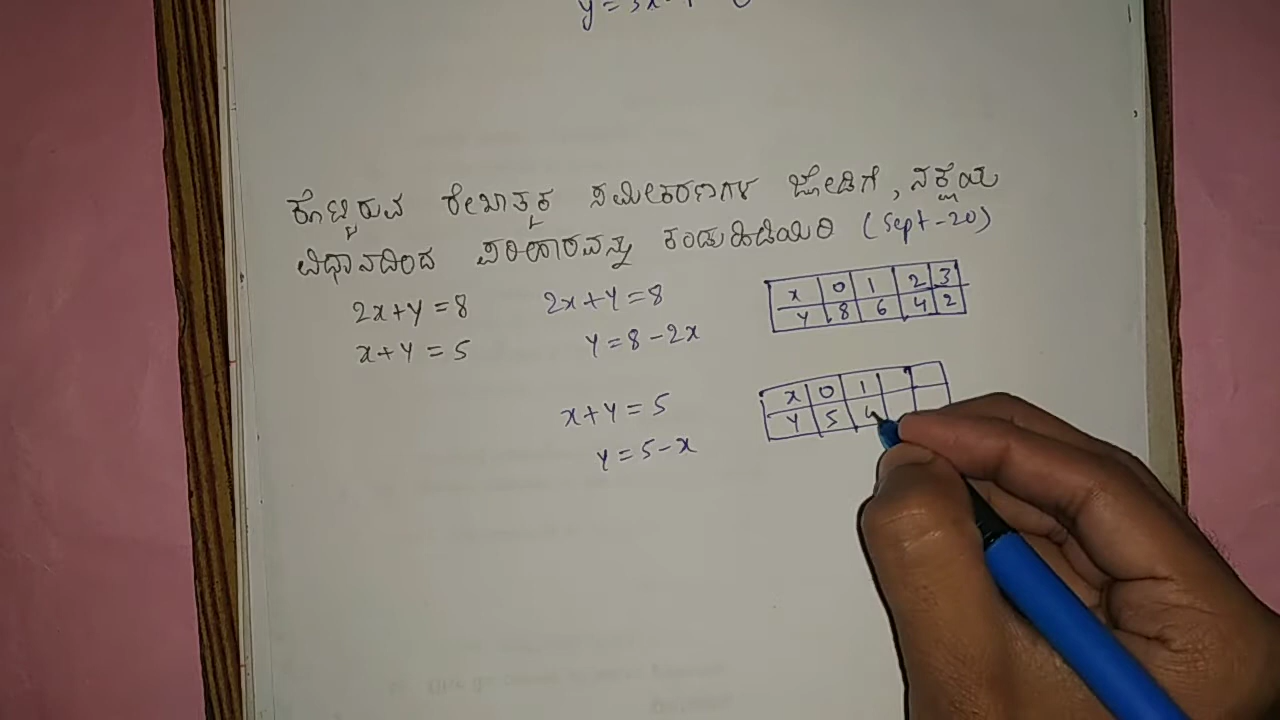 ಕೊಟ್ಟಿರುವ ರೇಖಾತ್ಮಕ ಸಮೀಕರಣಗಳ ಜೋಡಿಗೆ, ನಕ್ಷೆಯ
ವಿಧಾನದಿಂದ ಪರಿಹಾರವನ್ನು ಕಂಡುಹಿಡಿಯಿರಿ (Sept-20)
2x+y=8
x+y=5
2x+y=8
y=8-2x
x 0 1 2 3
y 8 6 4 2
x+y=5
y=5-x
x 0 1
y 5 4